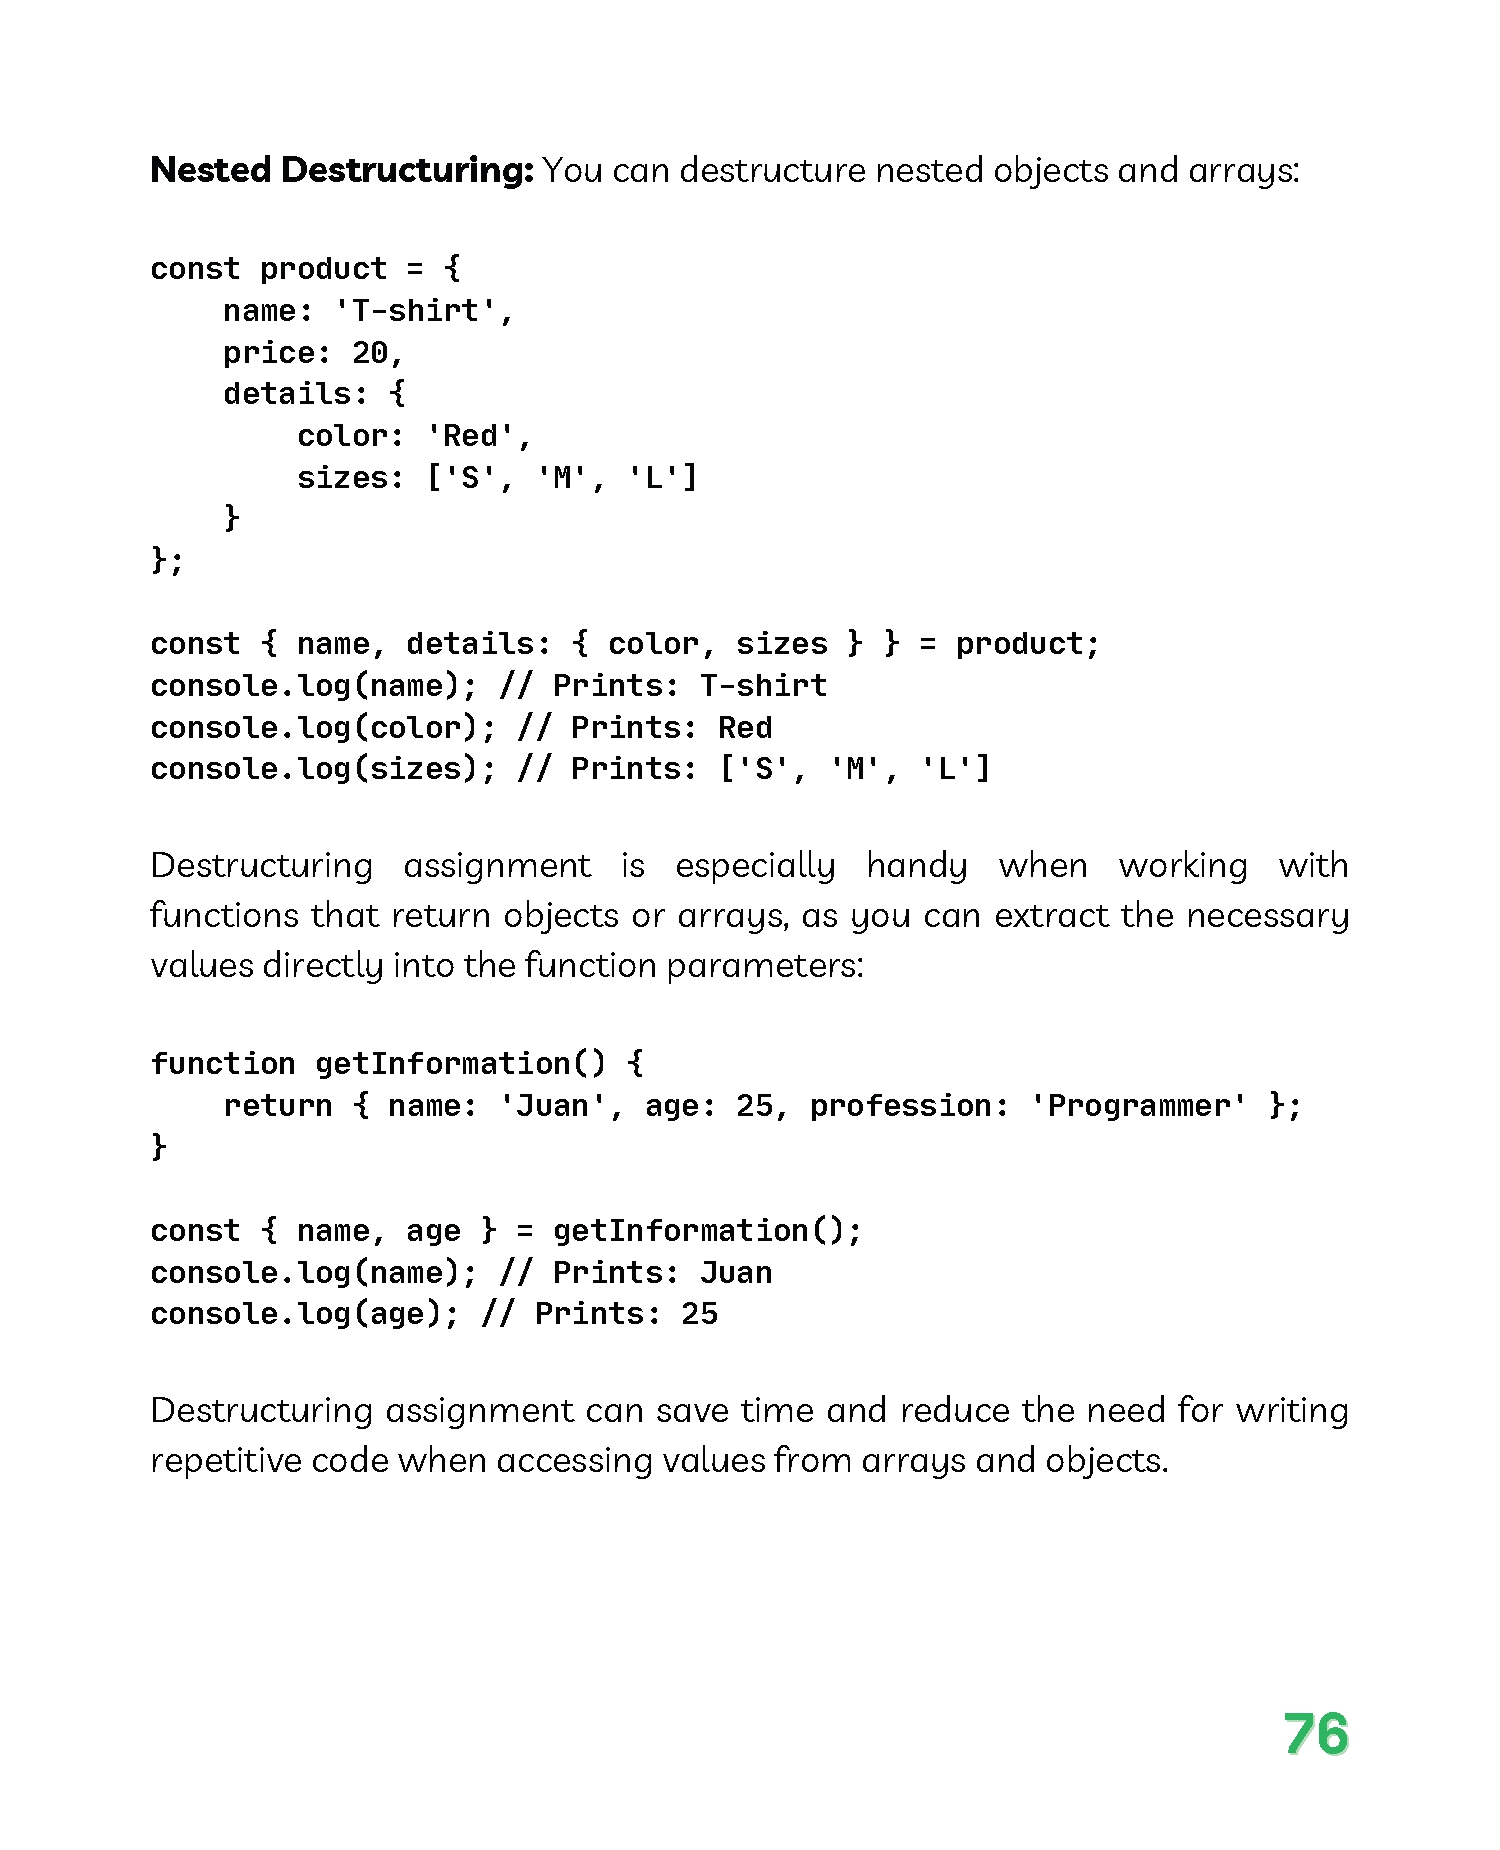 Nested Destructuring: You can destructure nested objects and arrays:
const product = {
    name: 'T-shirt',
    price: 20,
    details: {
        color: 'Red',
        sizes: ['S', 'M', 'L']
    }
};
const { name, details: { color, sizes } } = product;
console.log(name); // Prints: T-shirt
console.log(color); // Prints: Red
console.log(sizes); // Prints: ['S', 'M', 'L']
Destructuring assignment is especially handy when working with
functions that return objects or arrays, as you can extract the necessary
values directly into the function parameters:
function getInformation() {
    return { name: 'Juan', age: 25, profession: 'Programmer' };
}
const { name, age } = getInformation();
console.log(name); // Prints: Juan
console.log(age); // Prints: 25
Destructuring assignment can save time and reduce the need for writing
repetitive code when accessing values from arrays and objects.
76